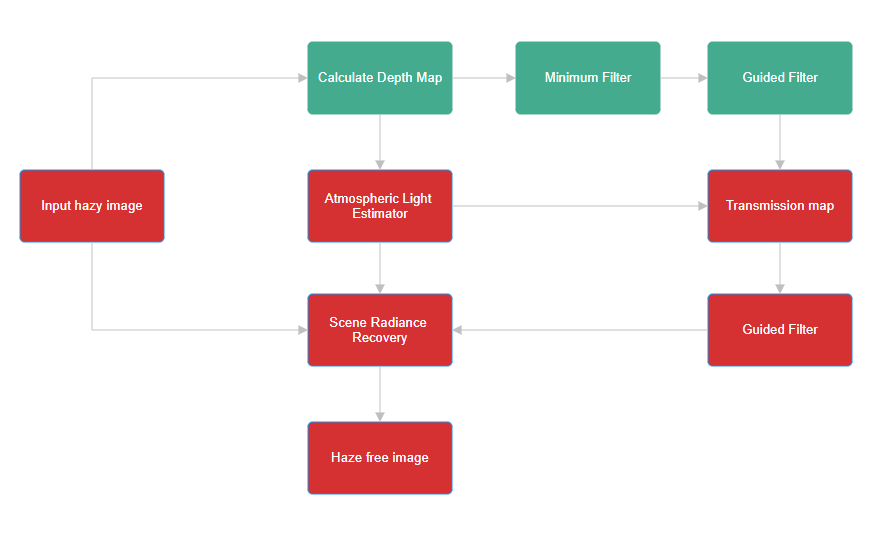 Calculate Depth Map
Minimum Filter
Guided Filter
Input hazy image
Atmospheric Light
Estimator
Transmission map
Scene Radiance
Recovery
Guided Filter
Haze free image